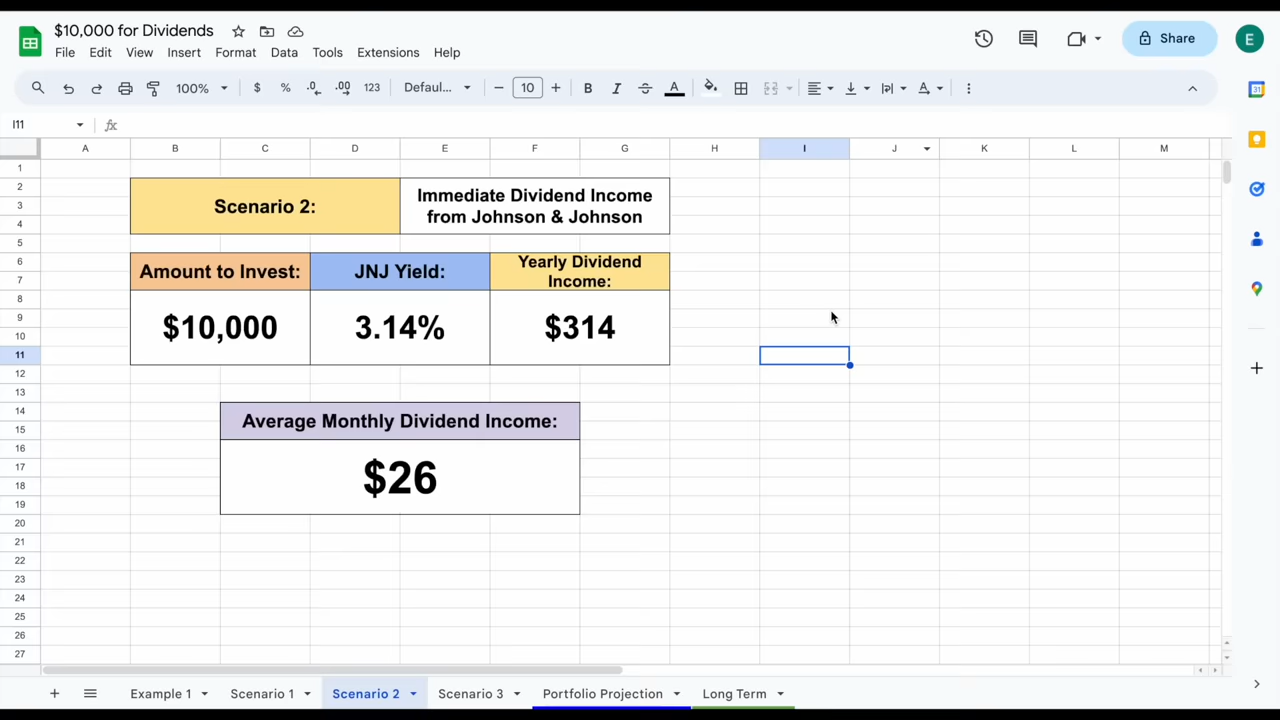 $10,000 for Dividends
File Edit View Insert Format Data Tools Extensions Help
Share
E
100% $ % .0 .00 123 Defaul... 10 B I A
I11
fx
31
A B C D E F G H I J K L M
1
2
3
4
5
6
7
8
9
10
11
12
13
14
15
16
17
18
19
20
21
22
23
24
25
26
27
Scenario 2:
Immediate Dividend Income
from Johnson & Johnson
Amount to Invest:
JNJ Yield:
Yearly Dividend
Income:
$10,000
3.14%
$314
Average Monthly Dividend Income:
$26
Example 1 Scenario 1 Scenario 2 Scenario 3 Portfolio Projection Long Term